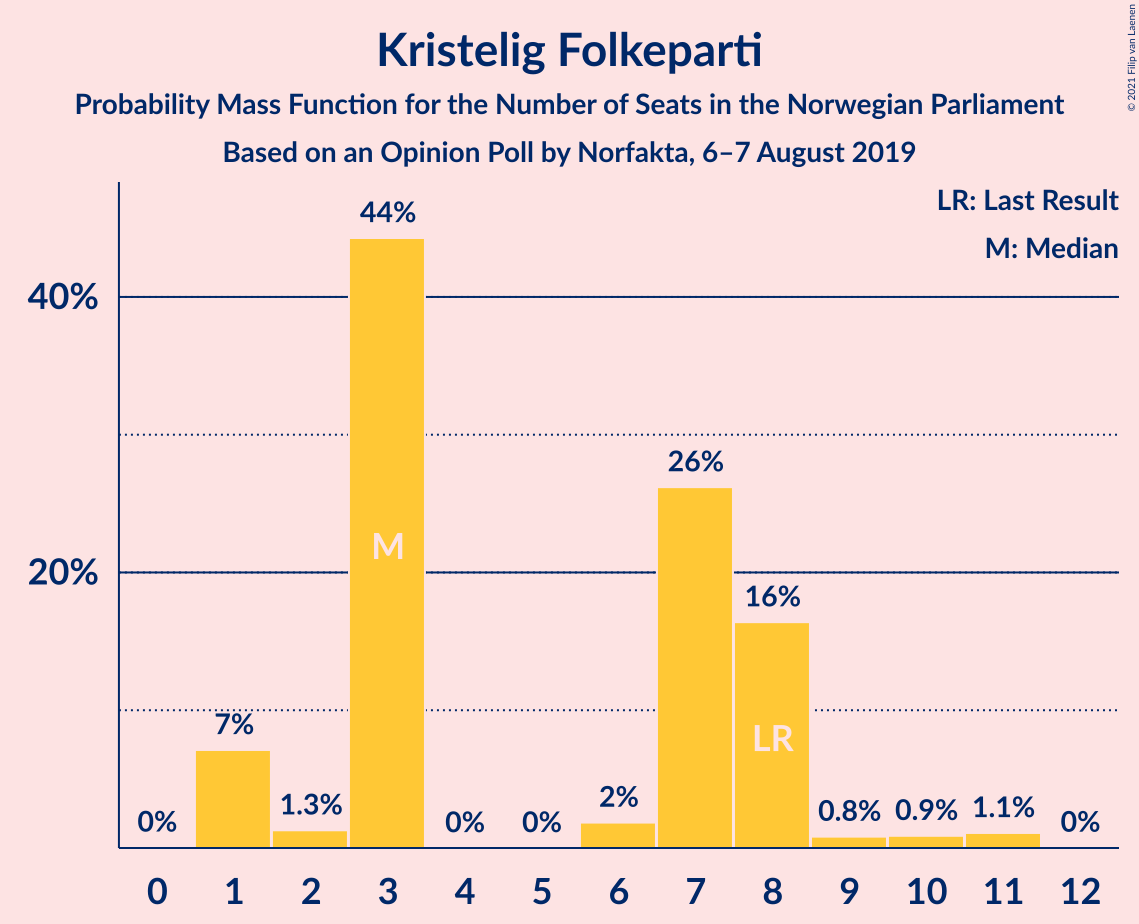 Kristelig Folkeparti
Probability Mass Function for the Number of Seats in the Norwegian Parliament
Based on an Opinion Poll by Norfakta, 6–7 August 2019
© 2021 Filip van Laenen
LR: Last Result
M: Median
40%
20%
0%
7%
1.3%
44%
0%
0%
2%
26%
16%
0.8%
0.9%
1.1%
0%
M
LR
0 1 2 3 4 5 6 7 8 9 10 11 12